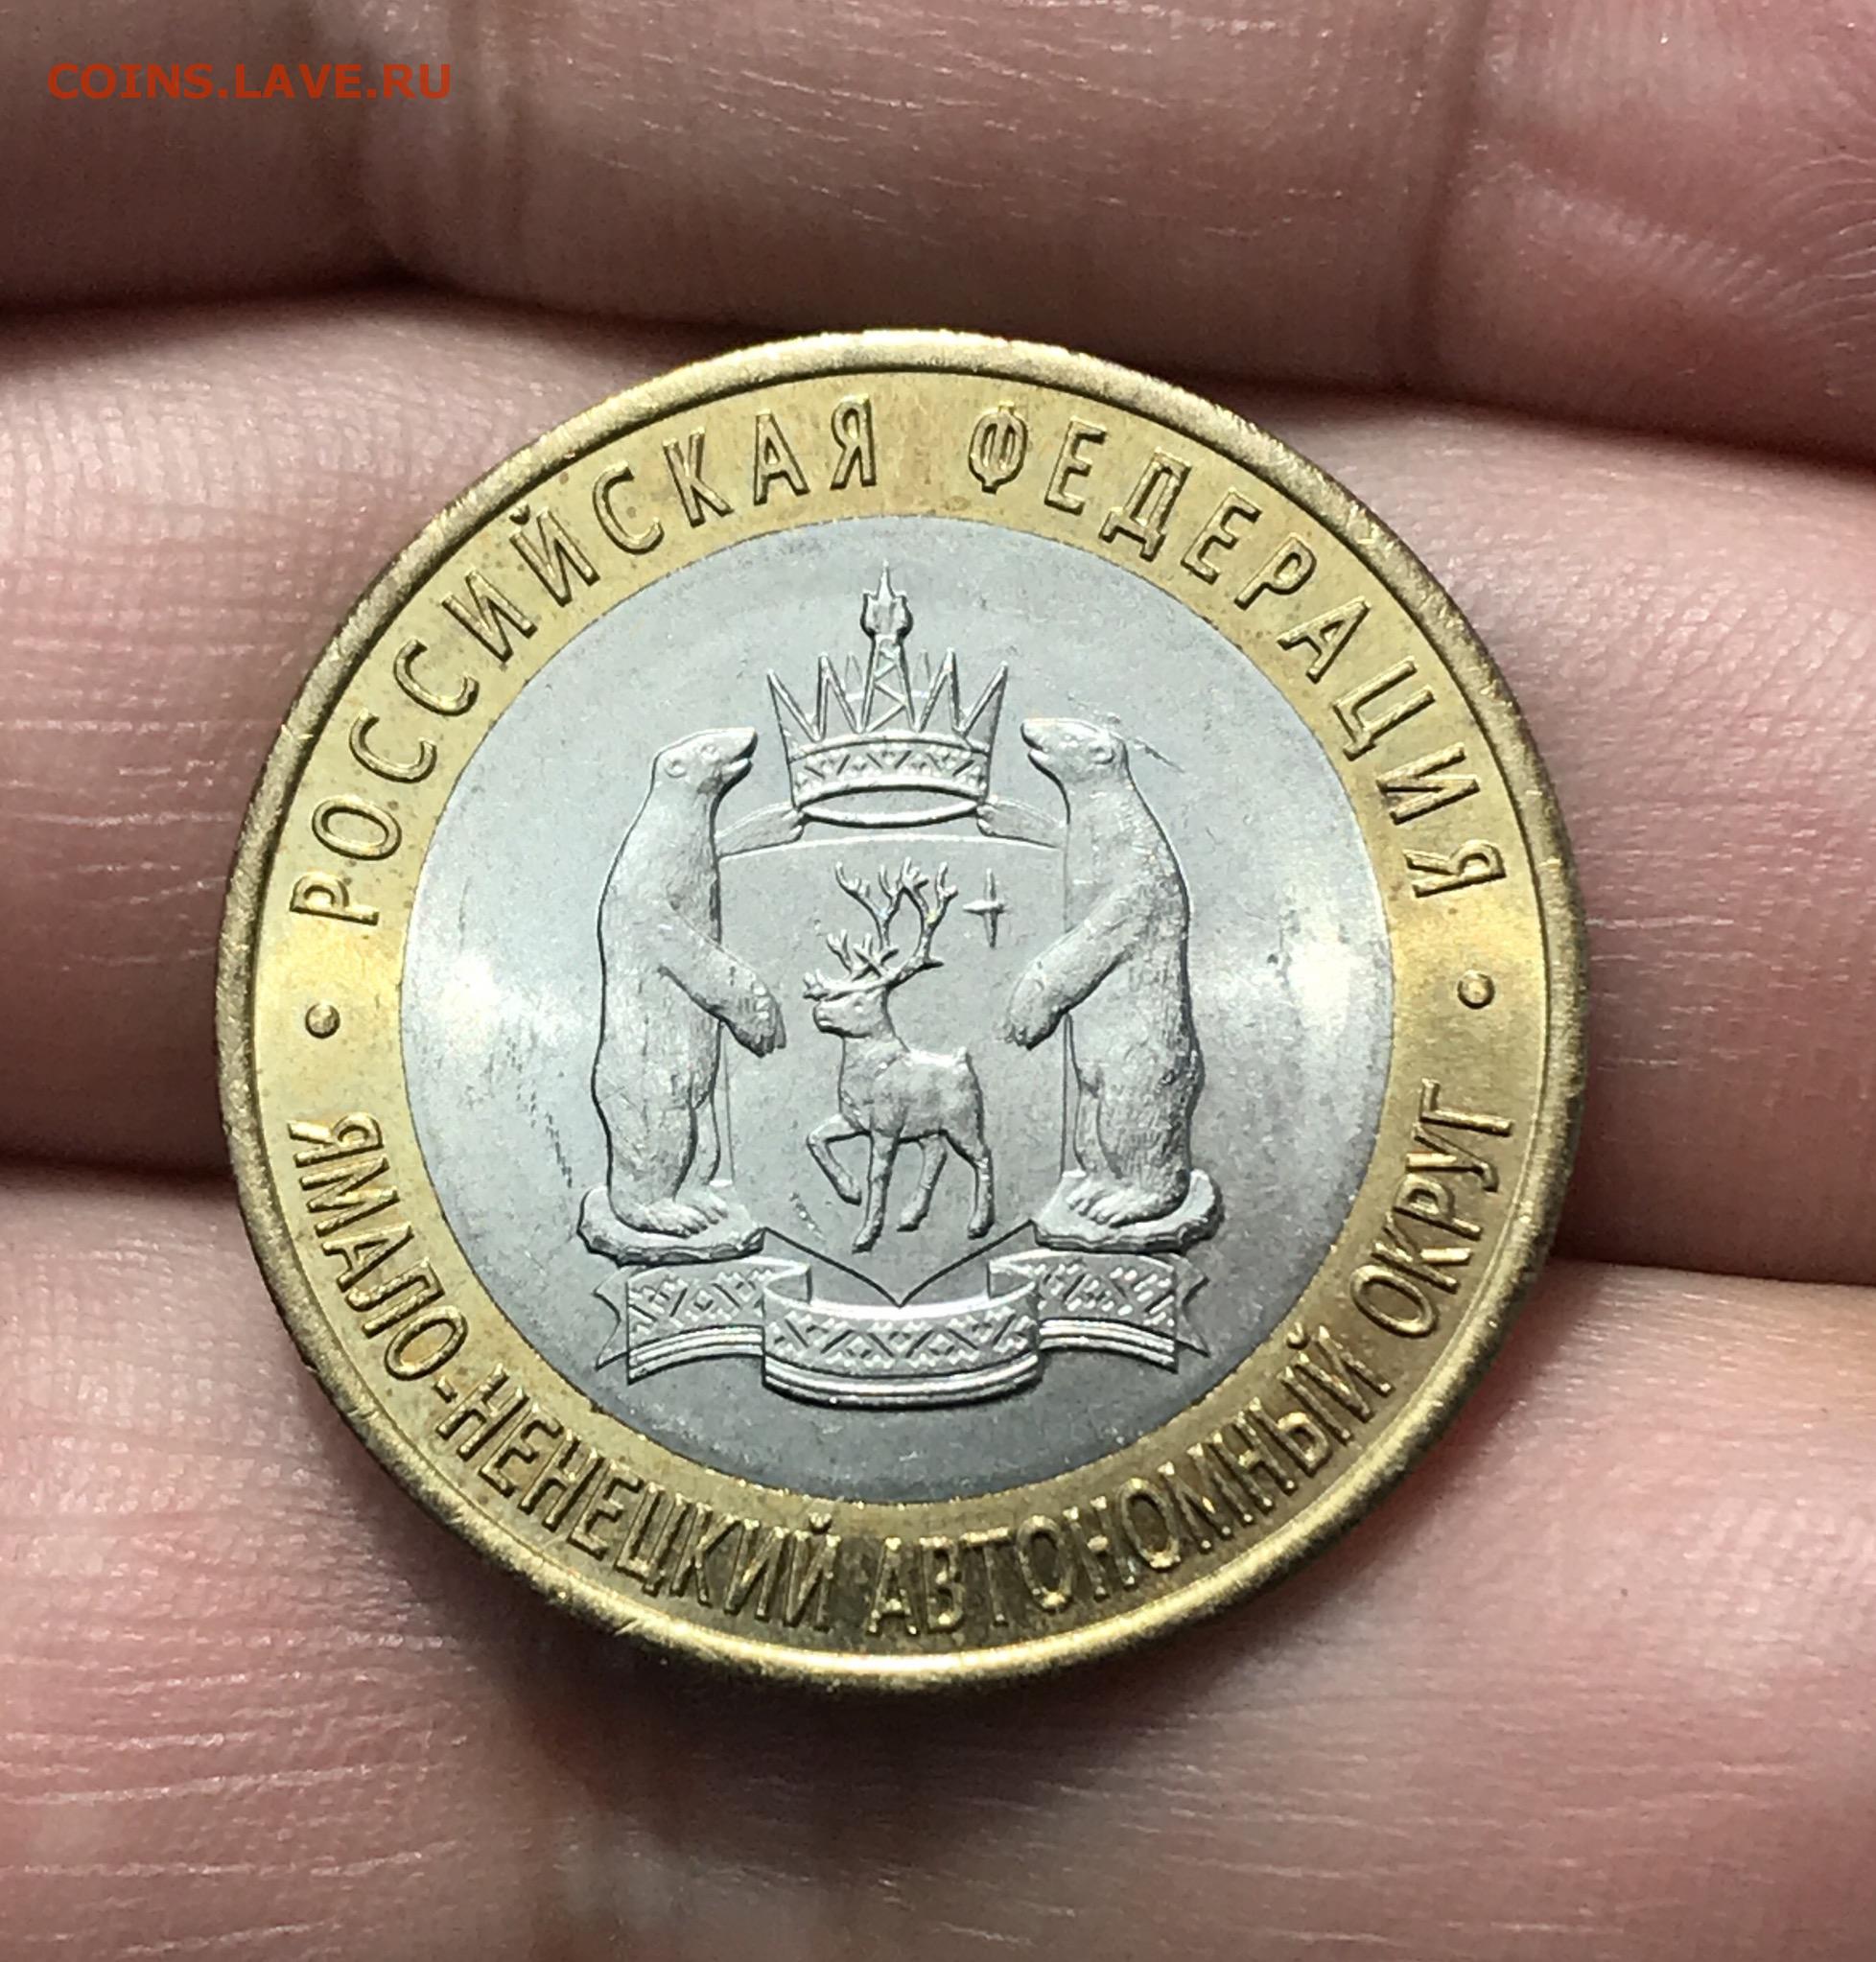 COINS.LAVE.RU
РОССИЙСКАЯ ФЕДЕРАЦИЯ
ЯМАЛО-НЕНЕЦКИЙ АВТОНОМНЫЙ ОКРУГ